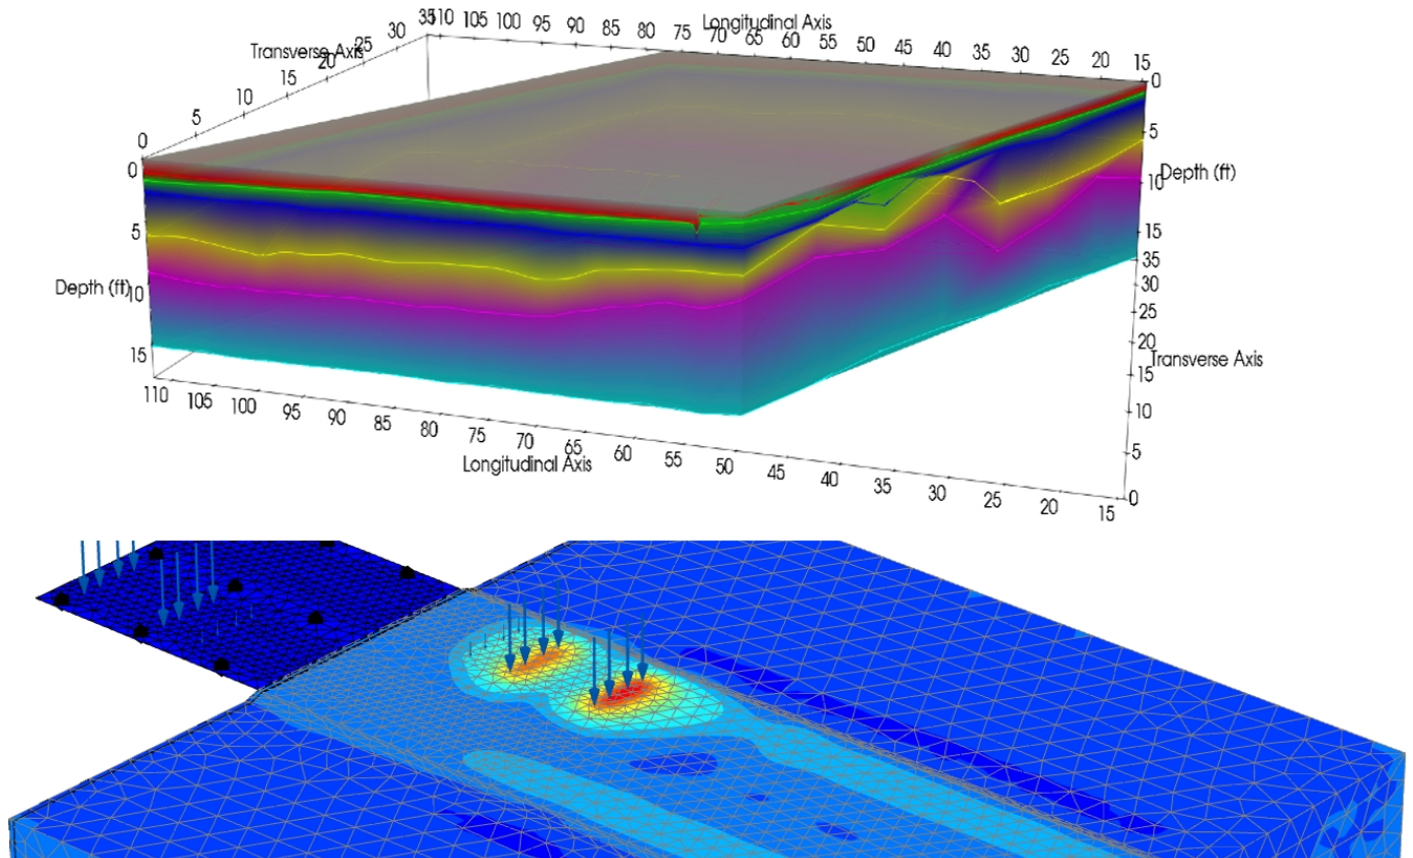 Longitudinal Axis
35 110 105 100 95 90 85 80 75 70 65 60 55 50 45 40 35 30 25 20 15
Transverse Axis
0 5 10 15 20 25 30
0 5 10 15
Depth (ft)
0 5 10 15
Depth (ft)
35 30 25 20 15 10 5 0
Transverse Axis
110 105 100 95 90 85 80 75 70 65 60 55 50 45 40 35 30 25 20 15
Longitudinal Axis